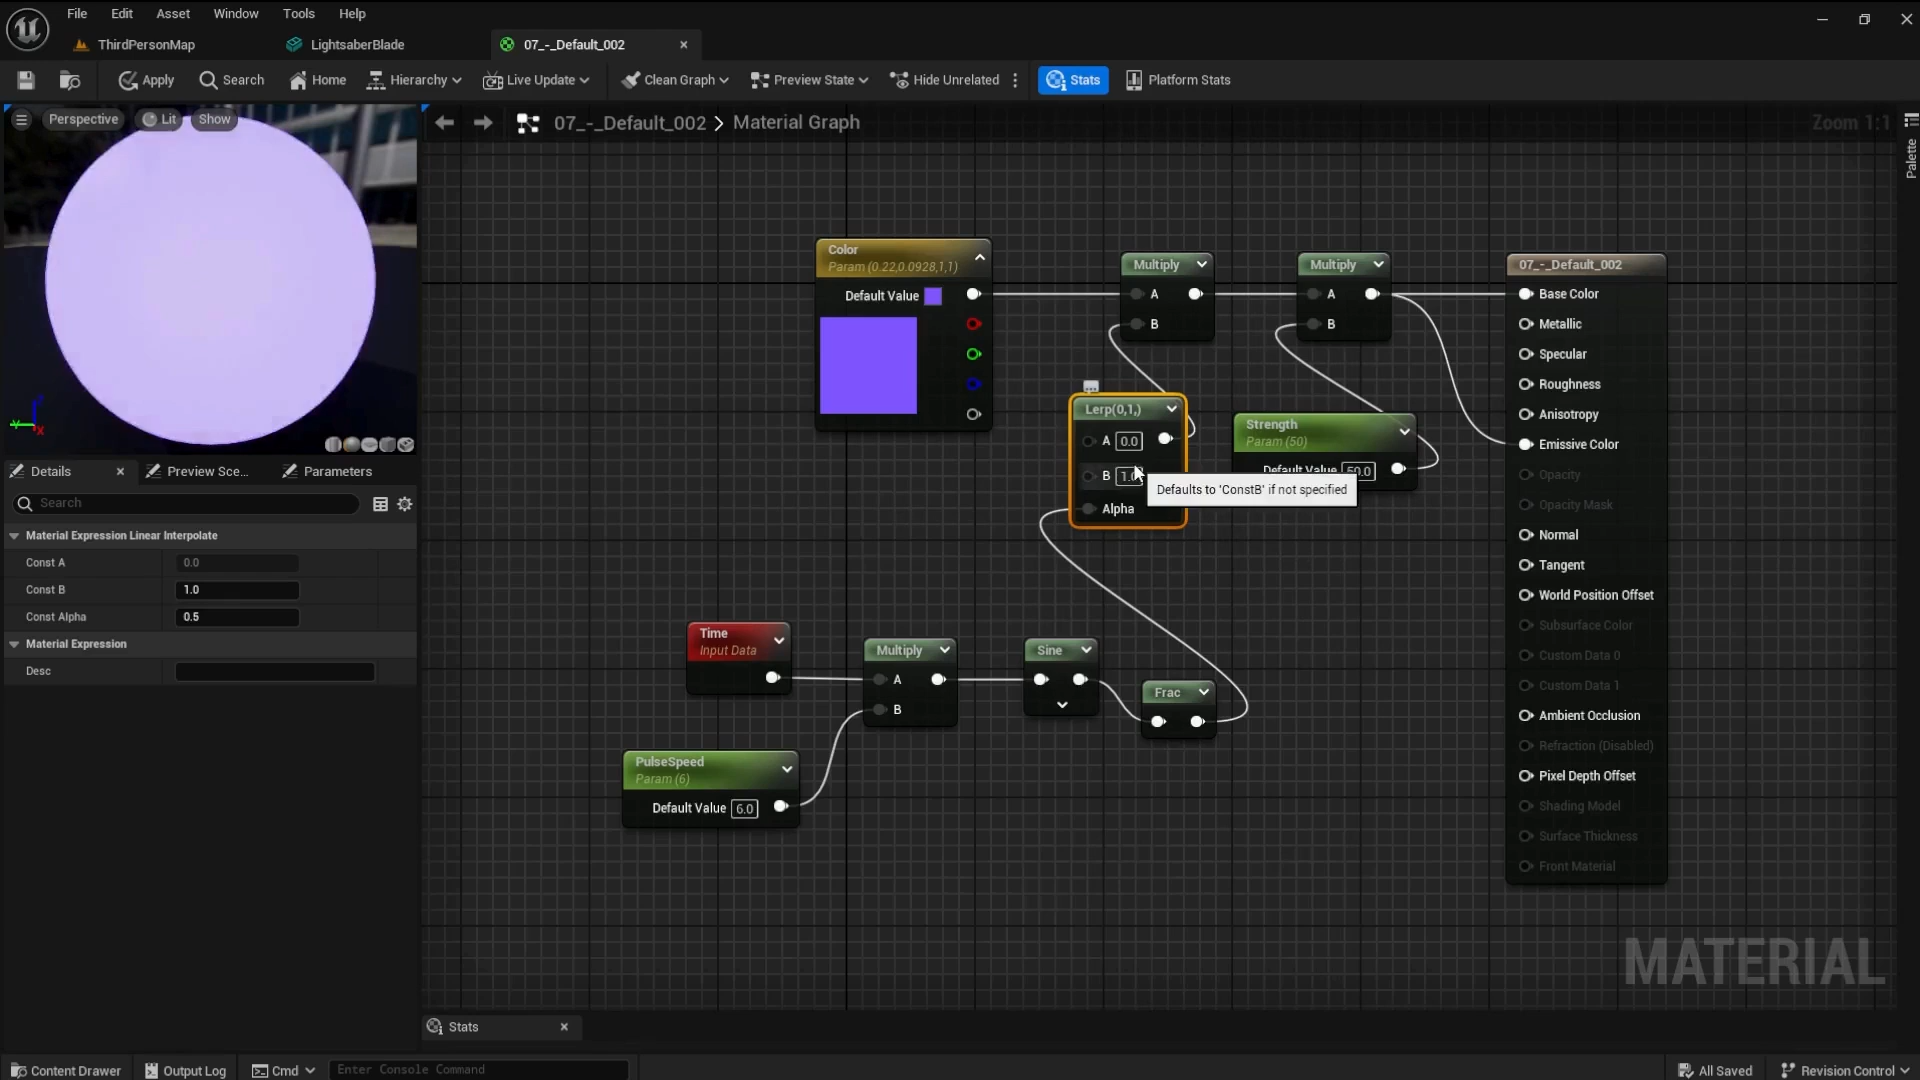 File
Edit
Asset
Window
Tools
Help
ThirdPersonMap
LightsaberBlade
07_-_Default_002
Apply
Search
Home
Hierarchy
Live Update
Clean Graph
Preview State
Hide Unrelated
Stats
Platform Stats
Perspective
Lit
Show
07_-_Default_002 > Material Graph
Zoom 1:1
Palette
Color
Param (0.22,0.0928,1,1)
Default Value
Multiply
A
B
Multiply
A
B
07_-_Default_002
Base Color
Metallic
Specular
Roughness
Anisotropy
Emissive Color
Opacity
Opacity Mask
Normal
Tangent
World Position Offset
Subsurface Color
Custom Data 0
Custom Data 1
Ambient Occlusion
Refraction (Disabled)
Pixel Depth Offset
Shading Model
Surface Thickness
Front Material
Lerp(0,1,)
A 0.0
B 1.0
Alpha
Strength
Param (50)
Default Value 50.0
Defaults to 'ConstB' if not specified
Details
Preview Sce...
Parameters
Search
Material Expression Linear Interpolate
Const A 0.0
Const B 1.0
Const Alpha 0.5
Material Expression
Desc
Time
Input Data
Multiply
A
B
Sine
Frac
PulseSpeed
Param (6)
Default Value 6.0
MATERIAL
Stats
Content Drawer
Output Log
Cmd
Enter Console Command
All Saved
Revision Control